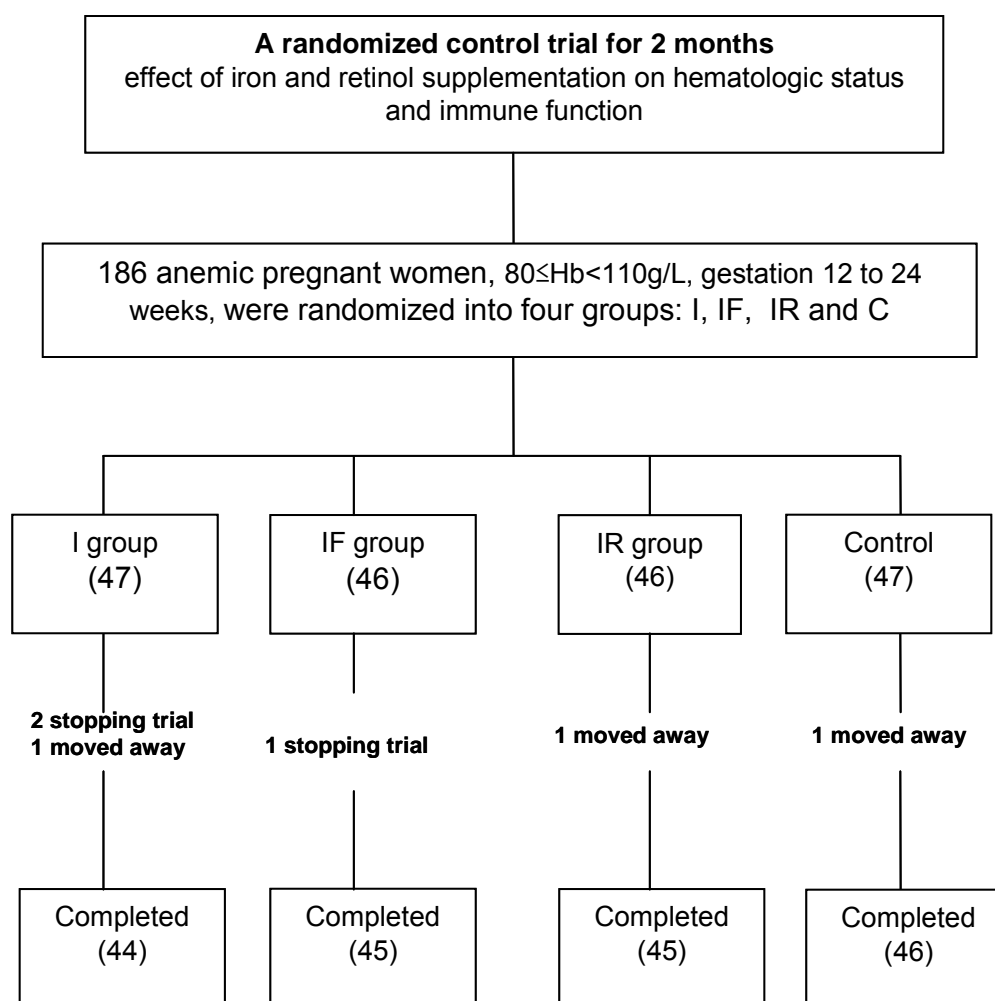 A randomized control trial for 2 months
effect of iron and retinol supplementation on hematologic status
and immune function
186 anemic pregnant women, 80≤Hb<110g/L, gestation 12 to 24
weeks, were randomized into four groups: I, IF, IR and C
I group
(47)
IF group
(46)
IR group
(46)
Control
(47)
2 stopping trial
1 moved away
1 stopping trial
1 moved away
1 moved away
Completed
(44)
Completed
(45)
Completed
(45)
Completed
(46)